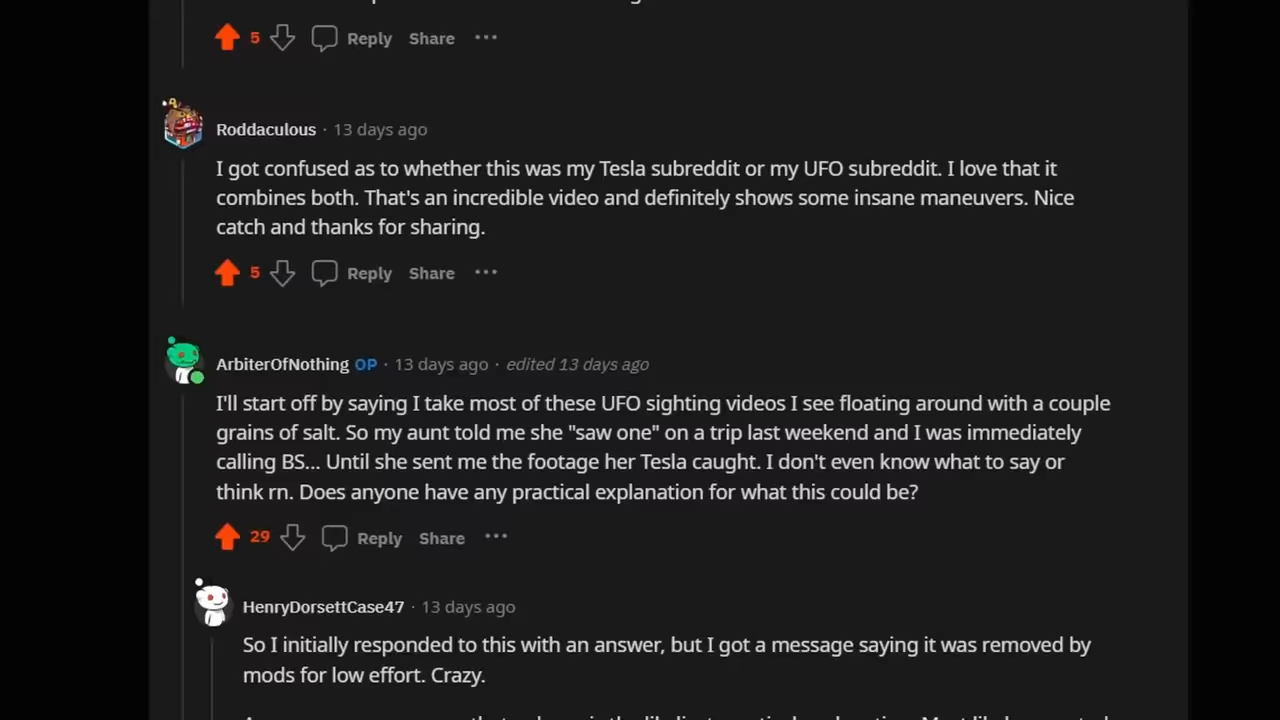 5 Reply Share ···
Roddaculous · 13 days ago
I got confused as to whether this was my Tesla subreddit or my UFO subreddit. I love that it
combines both. That's an incredible video and definitely shows some insane maneuvers. Nice
catch and thanks for sharing.
5 Reply Share ···
ArbiterOfNothing OP · 13 days ago · edited 13 days ago
I'll start off by saying I take most of these UFO sighting videos I see floating around with a couple
grains of salt. So my aunt told me she "saw one" on a trip last weekend and I was immediately
calling BS... Until she sent me the footage her Tesla caught. I don't even know what to say or
think rn. Does anyone have any practical explanation for what this could be?
29 Reply Share ···
HenryDorsettCase47 · 13 days ago
So I initially responded to this with an answer, but I got a message saying it was removed by
mods for low effort. Crazy.